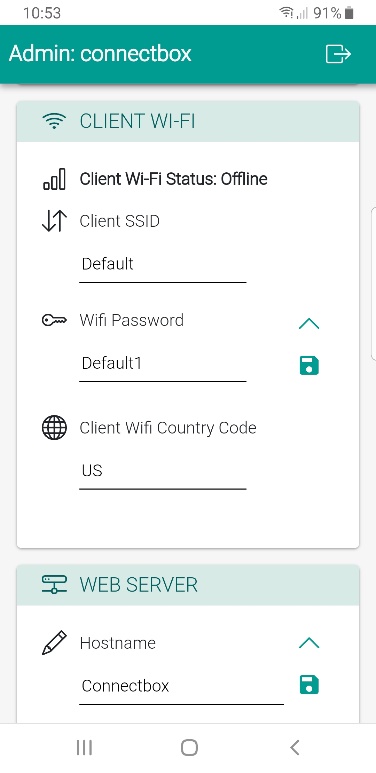 10:53
91%
Admin: connectbox
CLIENT WI-FI
Client Wi-Fi Status: Offline
Client SSID
Default
Wifi Password
Default1
Client Wifi Country Code
US
WEB SERVER
Hostname
Connectbox